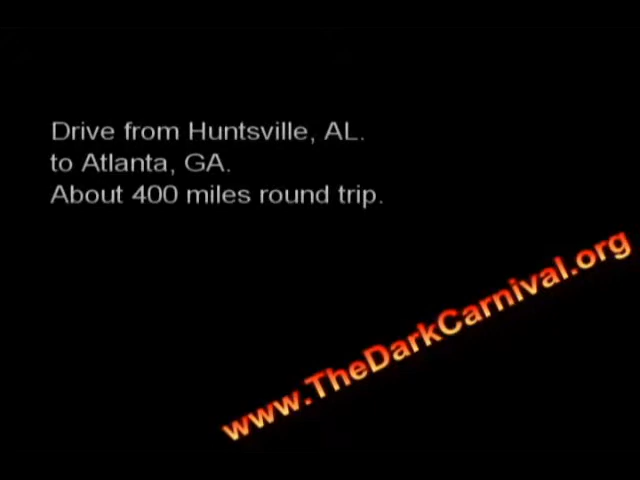 Drive from Huntsville, AL.
to Atlanta, GA.
About 400 miles round trip.
www.TheDarkCarnival.org